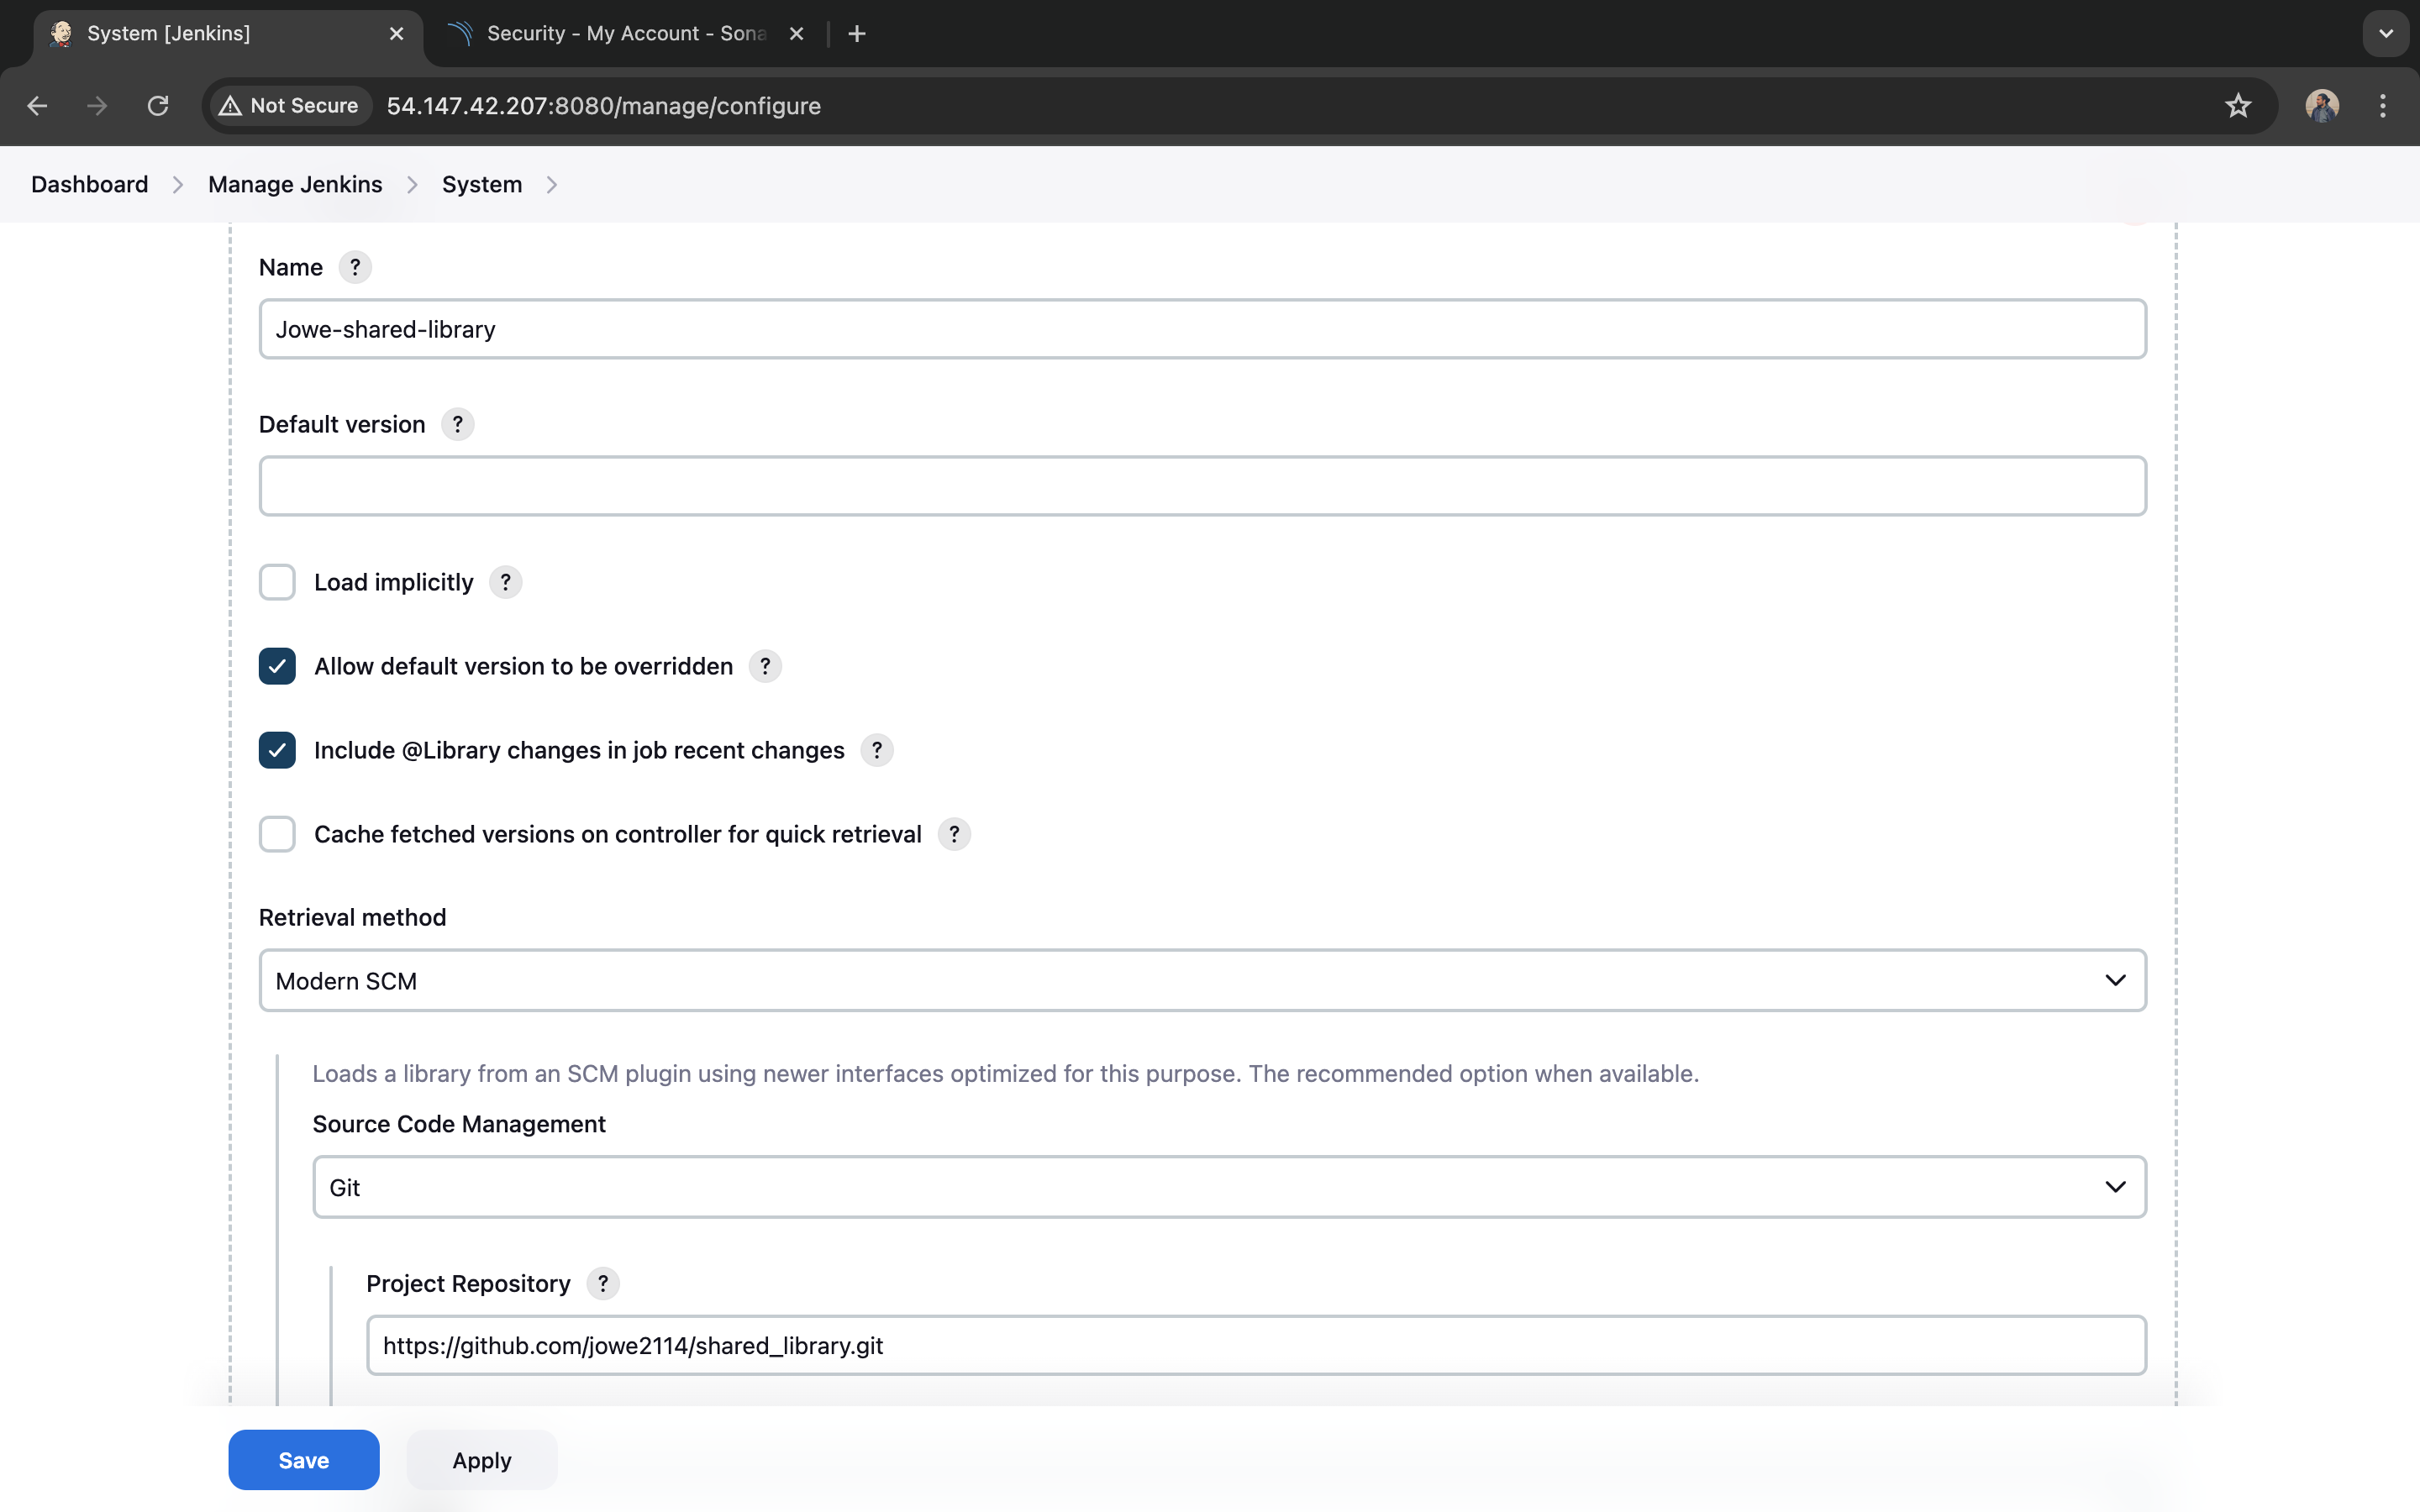 System [Jenkins]
Security - My Account - Sona
Not Secure
54.147.42.207:8080/manage/configure
Dashboard
Manage Jenkins
System
Name ?
Jowe-shared-library
Default version ?
Load implicitly ?
Allow default version to be overridden ?
Include @Library changes in job recent changes ?
Cache fetched versions on controller for quick retrieval ?
Retrieval method
Modern SCM
Loads a library from an SCM plugin using newer interfaces optimized for this purpose. The recommended option when available.
Source Code Management
Git
Project Repository ?
https://github.com/jowe2114/shared_library.git
Save
Apply